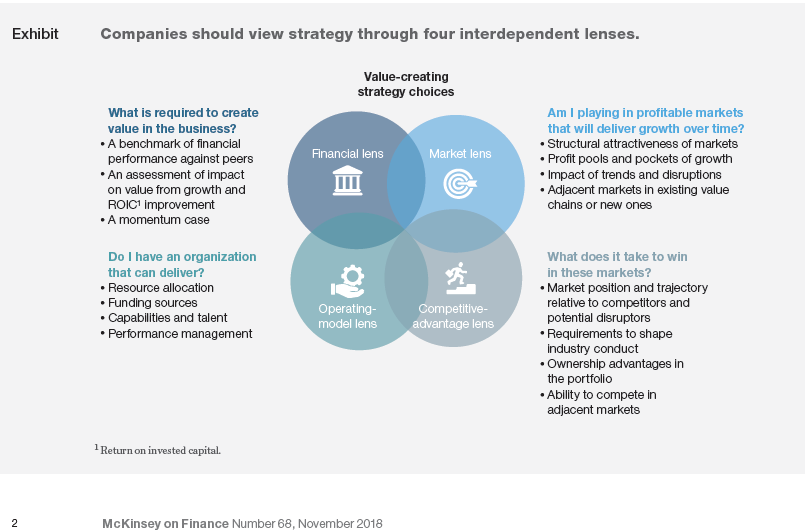 Exhibit
Companies should view strategy through four interdependent lenses.
Value-creating
strategy choices
What is required to create
value in the business?
• A benchmark of financial
performance against peers
• An assessment of impact
on value from growth and
ROIC¹ improvement
• A momentum case
Financial lens
Market lens
Am I playing in profitable markets
that will deliver growth over time?
• Structural attractiveness of markets
• Profit pools and pockets of growth
• Impact of trends and disruptions
• Adjacent markets in existing value
chains or new ones
Do I have an organization
that can deliver?
• Resource allocation
• Funding sources
• Capabilities and talent
• Performance management
Operating-
model lens
Competitive-
advantage lens
What does it take to win
in these markets?
• Market position and trajectory
relative to competitors and
potential disruptors
• Requirements to shape
industry conduct
• Ownership advantages in
the portfolio
• Ability to compete in
adjacent markets
¹ Return on invested capital.
2
McKinsey on Finance Number 68, November 2018